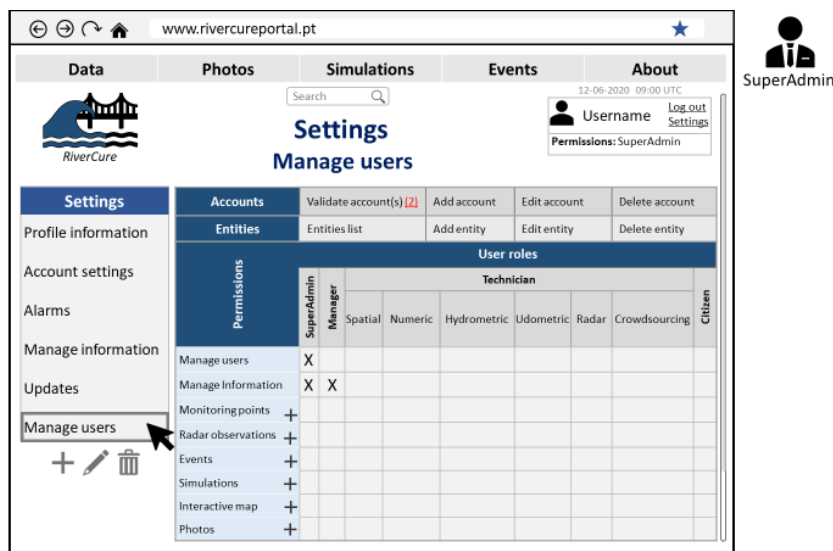 www.rivercureportal.pt
SuperAdmin
Data Photos Simulations Events About
12-06-2020 09:00 UTC
Search
RiverCure
Settings
Manage users
Username
Log out
Settings
Permissions: SuperAdmin
Settings
Profile information
Account settings
Alarms
Manage information
Updates
Manage users
Accounts Validate account(s) (2) Add account Edit account Delete account
Entities Entities list Add entity Edit entity Delete entity
Permissions
User roles
Technician
SuperAdmin Manager Spatial Numeric Hydrometric Udometric Radar Crowdsourcing Citizen
Manage users X
Manage Information X X
Monitoring points +
Radar observations +
Events +
Simulations +
Interactive map +
Photos +